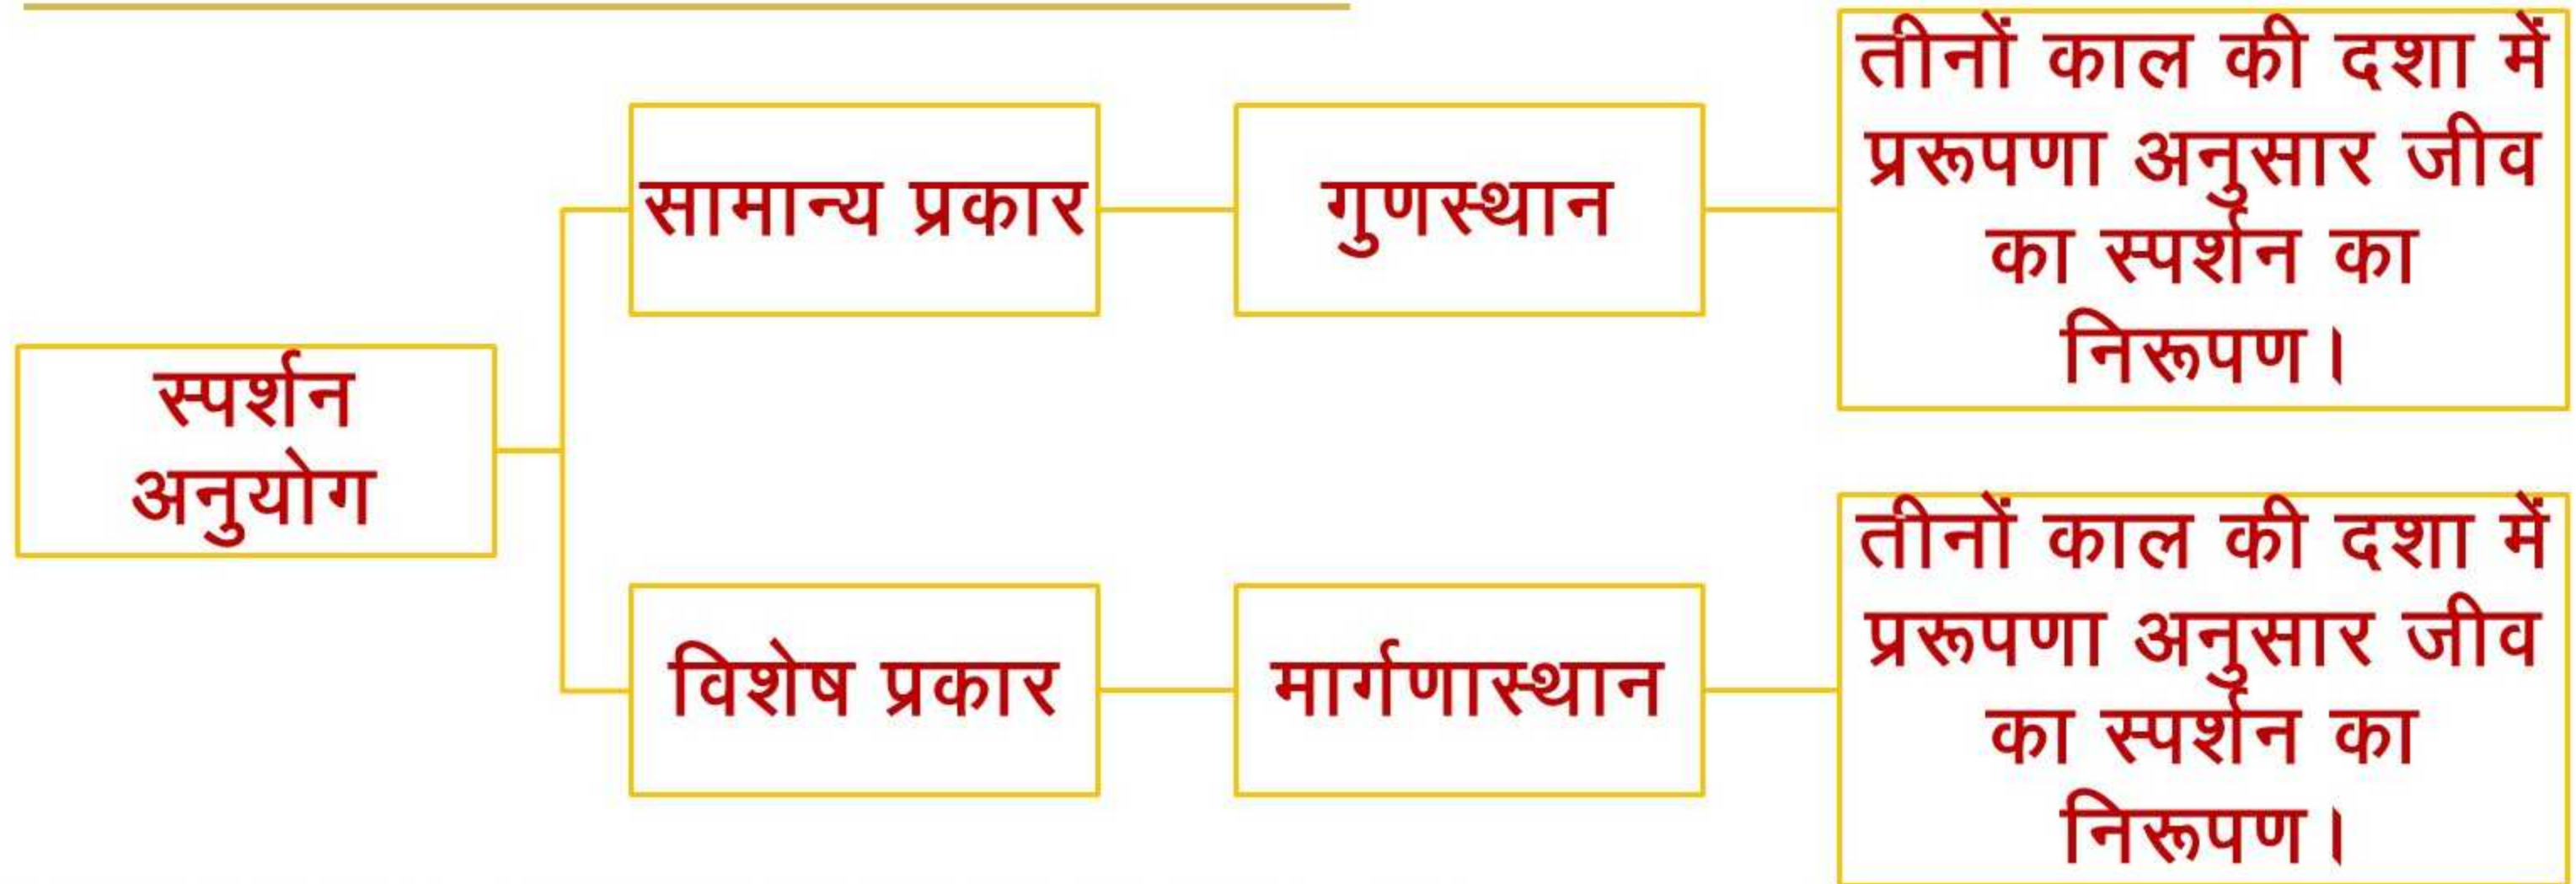 स्पर्शन
अनुयोग
सामान्य प्रकार
गुणस्थान
तीनों काल की दशा में
प्ररूपणा अनुसार जीव
का स्पर्शन का
निरूपण।
विशेष प्रकार
मार्गणास्थान
तीनों काल की दशा में
प्ररूपणा अनुसार जीव
का स्पर्शन का
निरूपण।